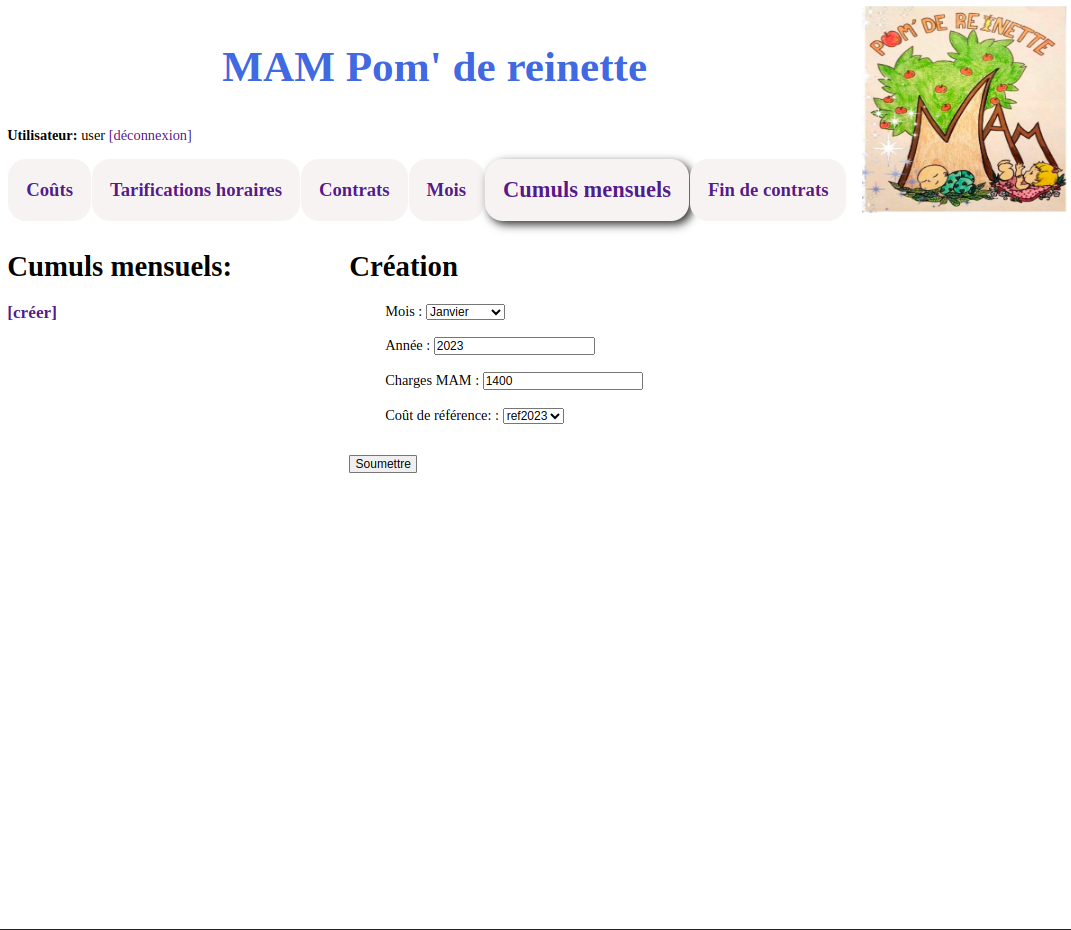 MAM Pom' de reinette
POM' DE REINETTE
MAM
Utilisateur: user [déconnexion]
Coûts Tarifications horaires Contrats Mois Cumuls mensuels Fin de contrats
Cumuls mensuels:
[créer]
Création
Mois : Janvier
Année : 2023
Charges MAM : 1400
Coût de référence: : ref2023
Soumettre